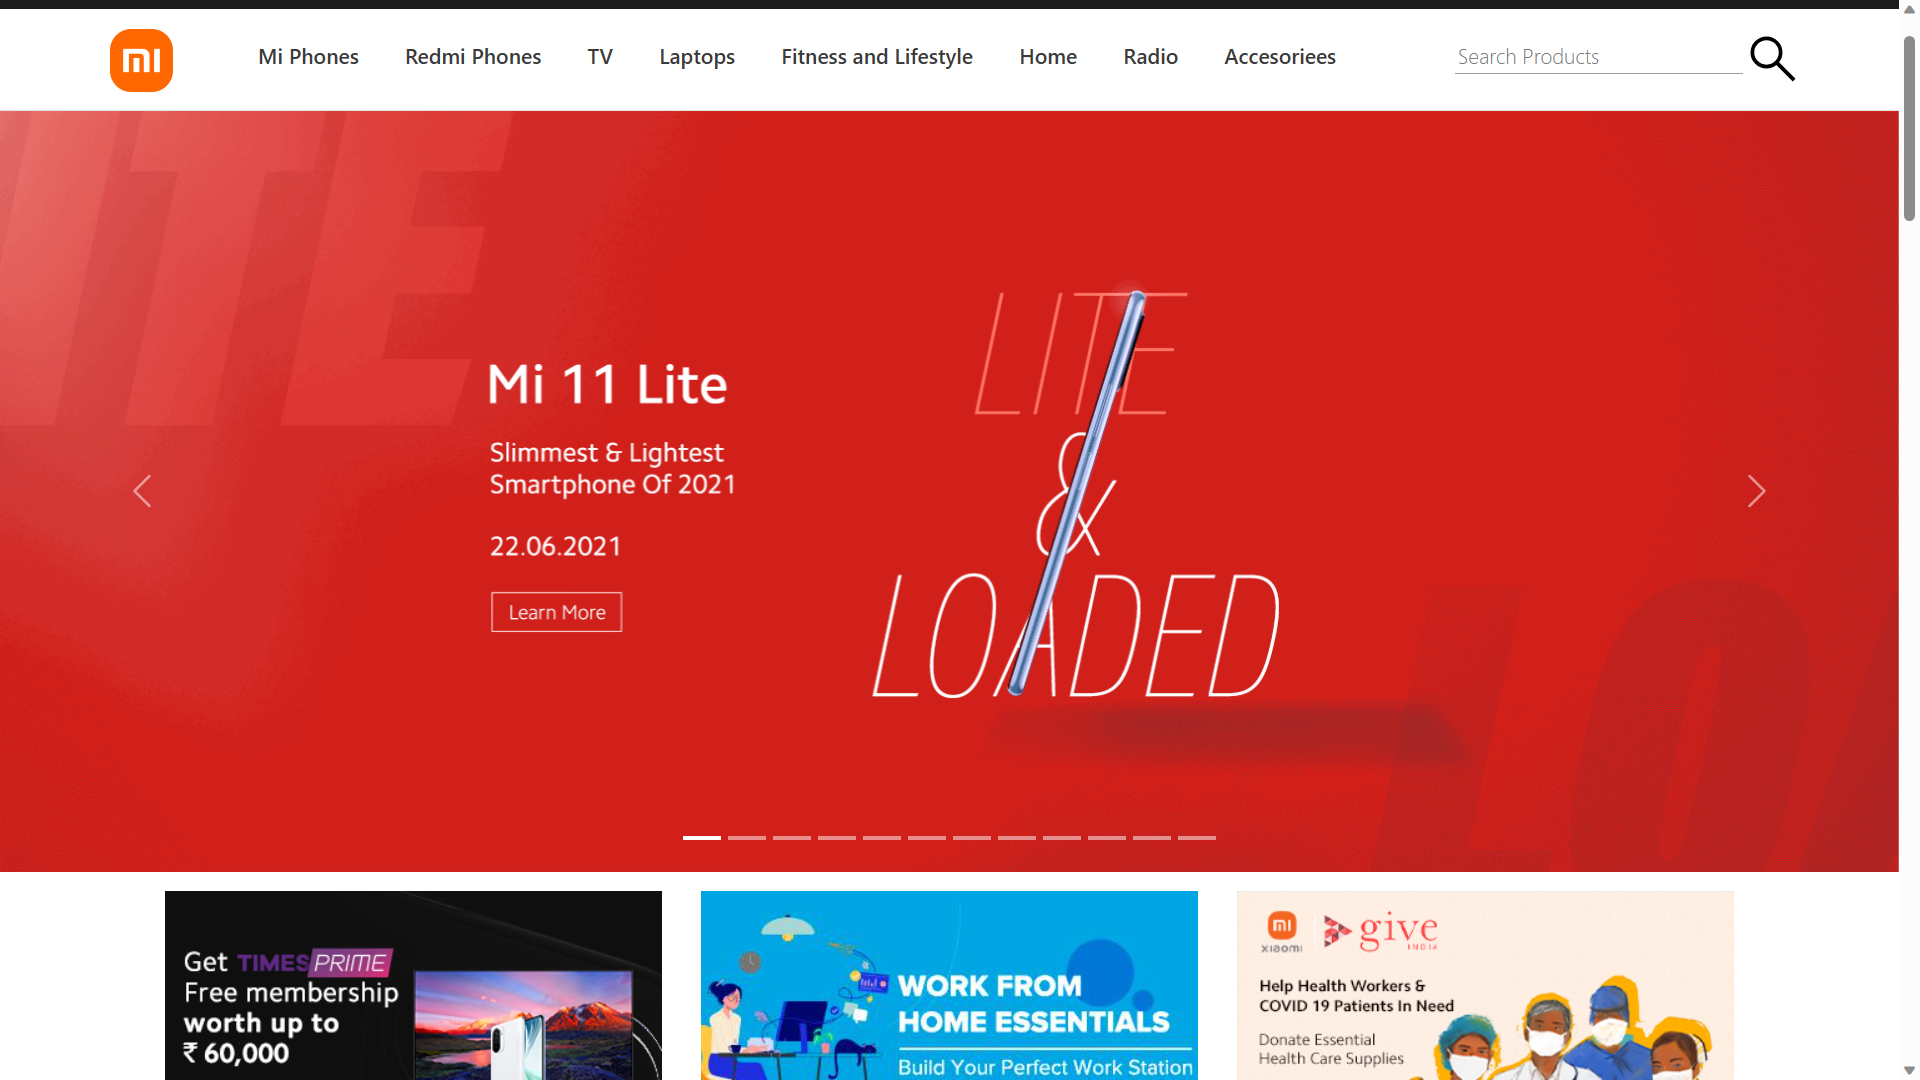 mi
Mi Phones
Redmi Phones
TV
Laptops
Fitness and Lifestyle
Home
Radio
Accesoriees
Search Products
ITE
LITE
&
LOADED
Mi 11 Lite
Slimmest & Lightest
Smartphone Of 2021
22.06.2021
Learn More
LOA
Get TIMES PRIME
Free membership
worth up to
₹ 60,000
WORK FROM
HOME ESSENTIALS
Build Your Perfect Work Station
mi
xiaomi
give
INDIA
Help Health Workers &
COVID 19 Patients In Need
Donate Essential
Health Care Supplies